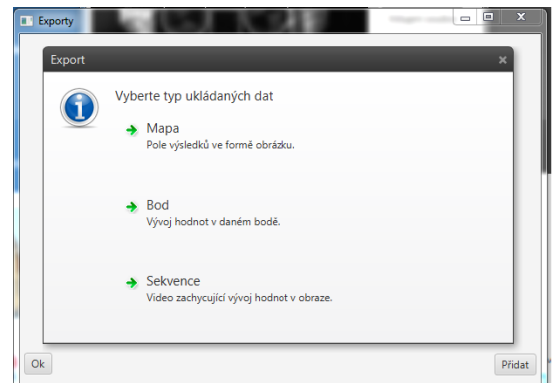 Exporty
Export
Vyberte typ ukládaných dat
Mapa
Pole výsledků ve formě obrázku.
Bod
Vývoj hodnot v daném bodě.
Sekvence
Video zachycující vývoj hodnot v obraze.
Ok
Přidat